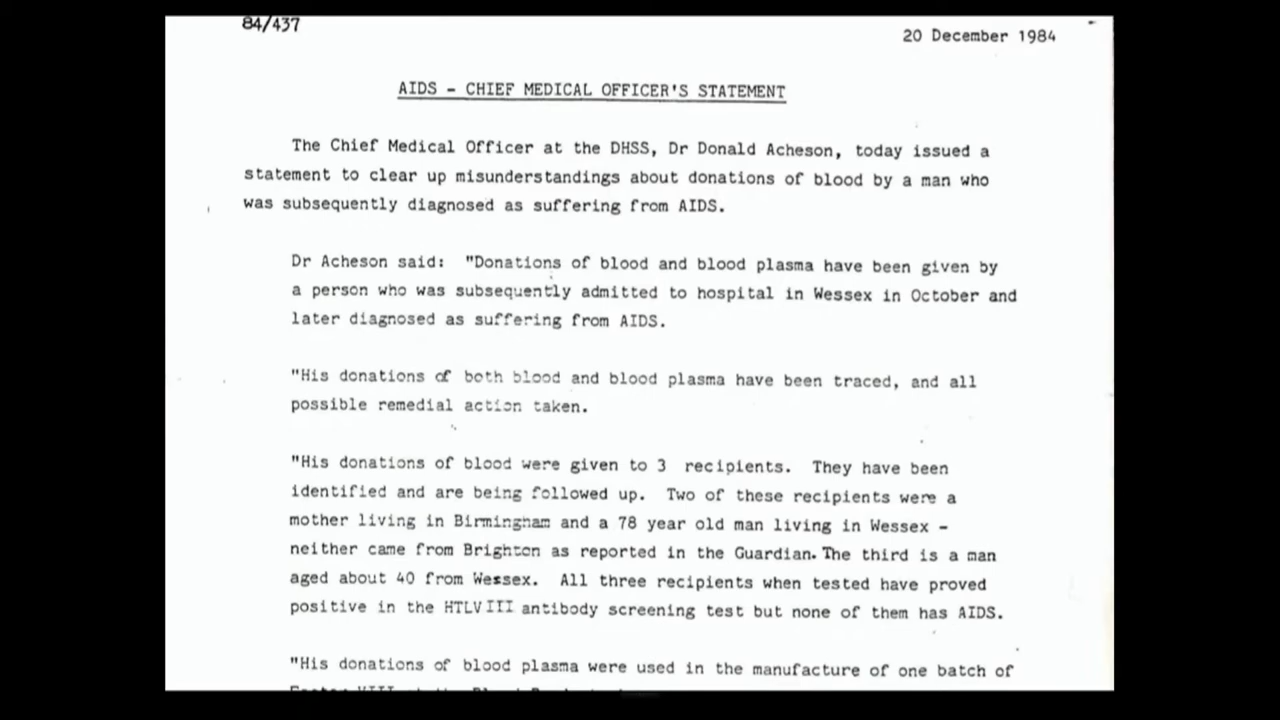 84/437
20 December 1984
AIDS - CHIEF MEDICAL OFFICER'S STATEMENT
The Chief Medical Officer at the DHSS, Dr Donald Acheson, today issued a
statement to clear up misunderstandings about donations of blood by a man who
was subsequently diagnosed as suffering from AIDS.
Dr Acheson said: "Donations of blood and blood plasma have been given by
a person who was subsequently admitted to hospital in Wessex in October and
later diagnosed as suffering from AIDS.
"His donations of both blood and blood plasma have been traced, and all
possible remedial action taken.
"His donations of blood were given to 3 recipients. They have been
identified and are being followed up. Two of these recipients were a
mother living in Birmingham and a 78 year old man living in Wessex -
neither came from Brighton as reported in the Guardian. The third is a man
aged about 40 from Wessex. All three recipients when tested have proved
positive in the HTLVIII antibody screening test but none of them has AIDS.
"His donations of blood plasma were used in the manufacture of one batch of